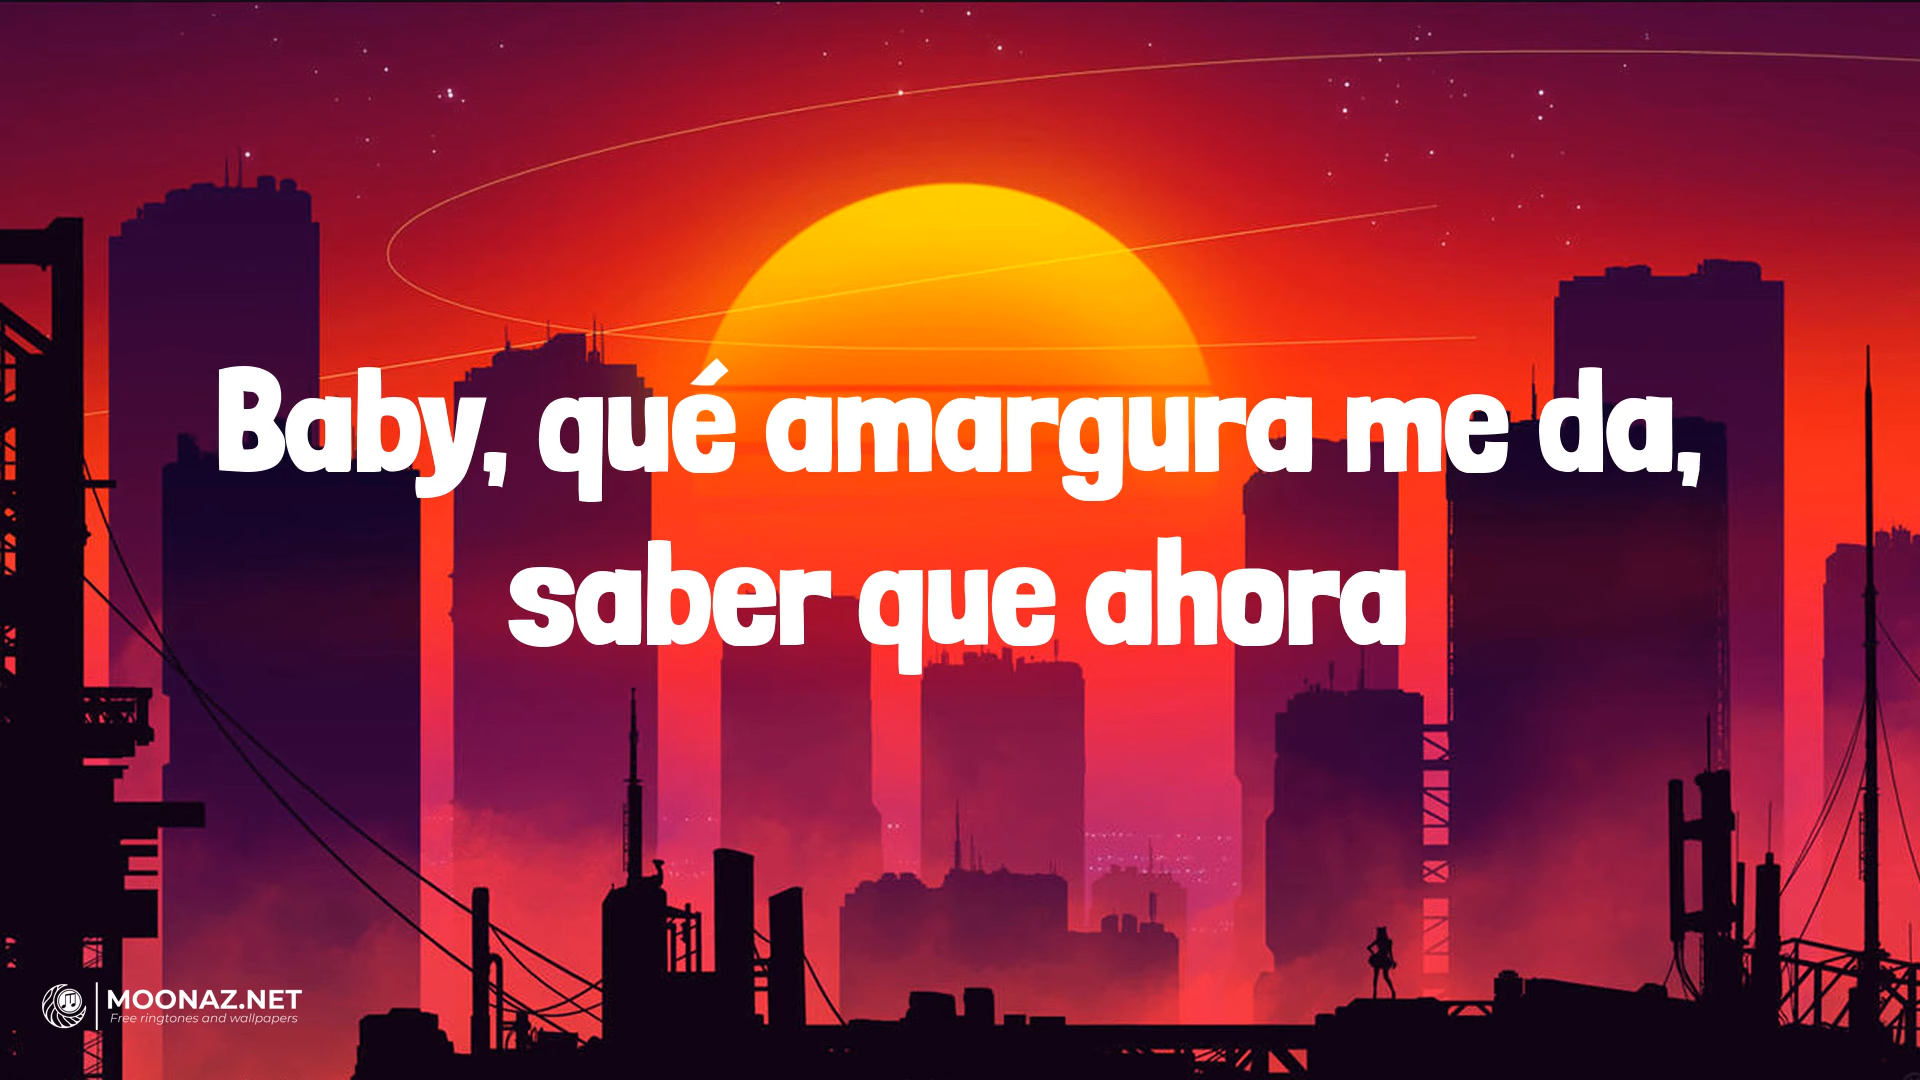 Baby, qué amargura me da,
saber que ahora
MOONAZ.NET
Free ringtones and wallpapers